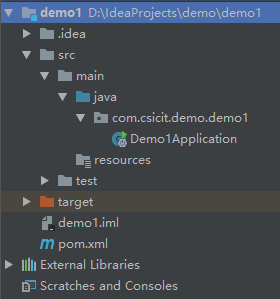 demo1 D:\IdeaProjects\demo\demo1
.idea
src
main
java
com.csicit.demo.demo1
Demo1Application
resources
test
target
demo1.iml
pom.xml
External Libraries
Scratches and Consoles